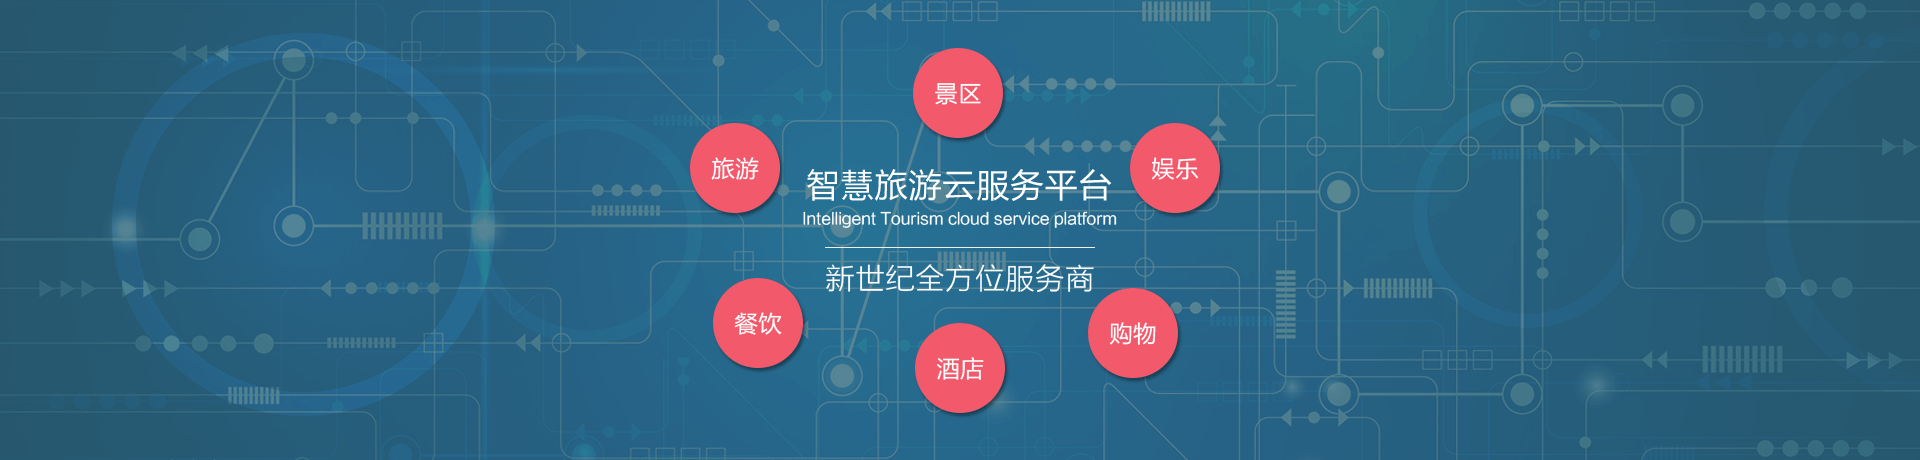 景区
旅游
娱乐
智慧旅游云服务平台
Intelligent Tourism cloud service platform
新世纪全方位服务商
餐饮
购物
酒店